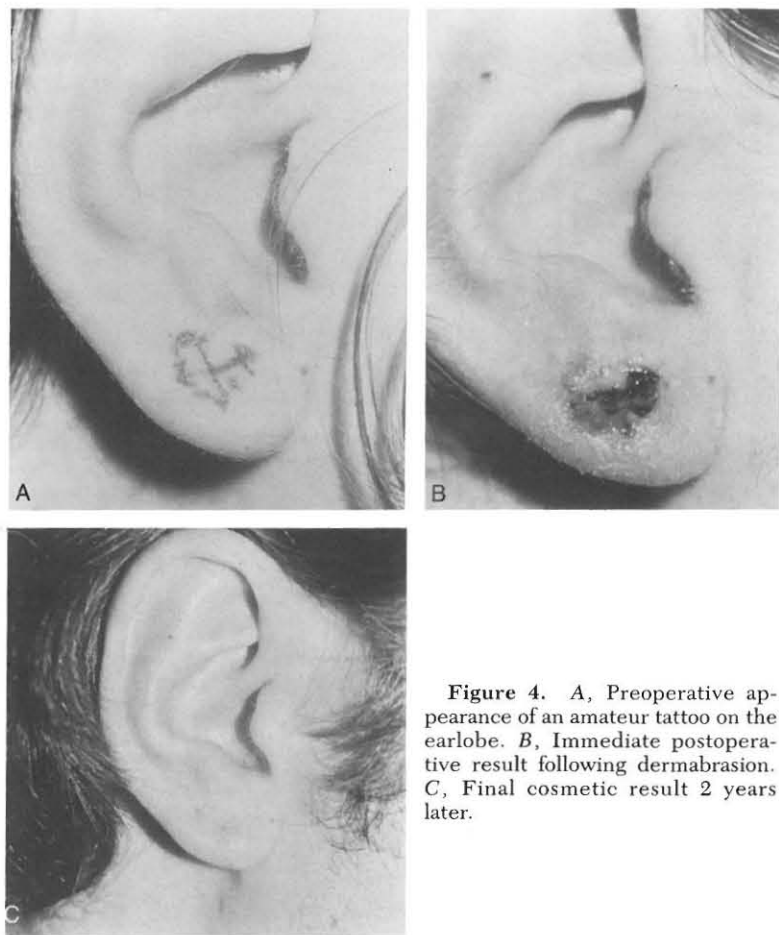 A
B
C
Figure 4. A, Preoperative ap-
pearance of an amateur tattoo on the
earlobe. B, Immediate postopera-
tive result following dermabrasion.
C, Final cosmetic result 2 years
later.